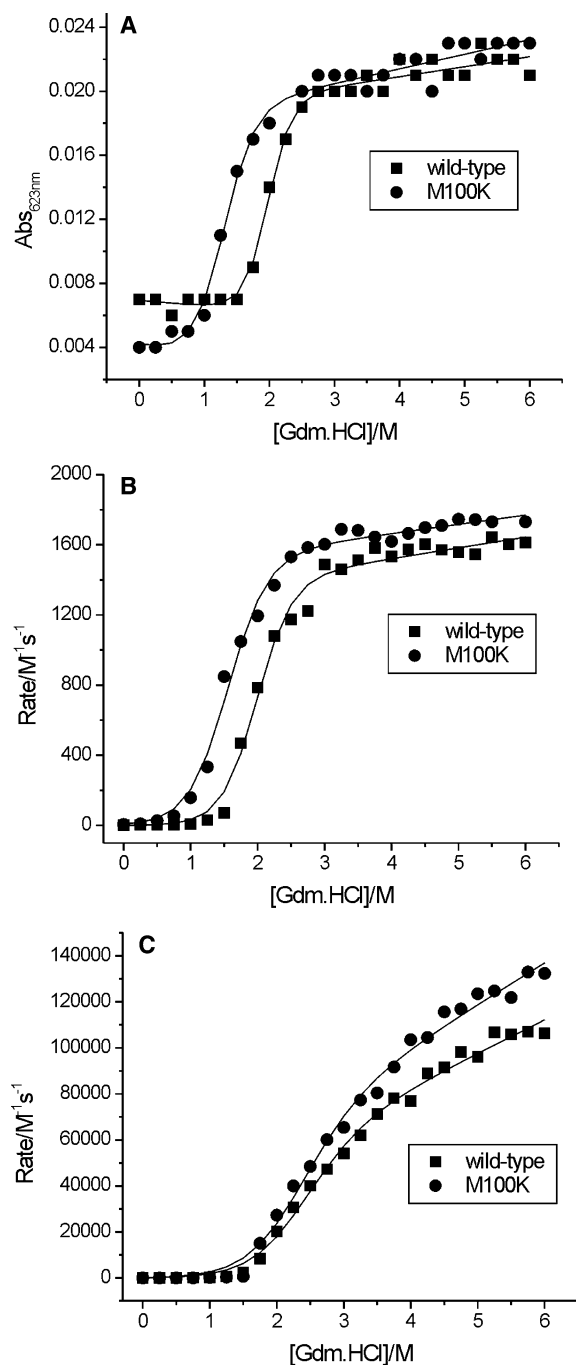 A
0.024
0.020
0.016
0.012
0.008
0.004
Abs623nm
wild-type
M100K
0 1 2 3 4 5 6
[Gdm.HCl]/M
B
2000
1600
1200
800
400
0
Rate/M-1s-1
wild-type
M100K
0 1 2 3 4 5 6
[Gdm.HCl]/M
C
140000
120000
100000
80000
60000
40000
20000
0
Rate/M-1s-1
wild-type
M100K
0 1 2 3 4 5 6
[Gdm.HCl]/M